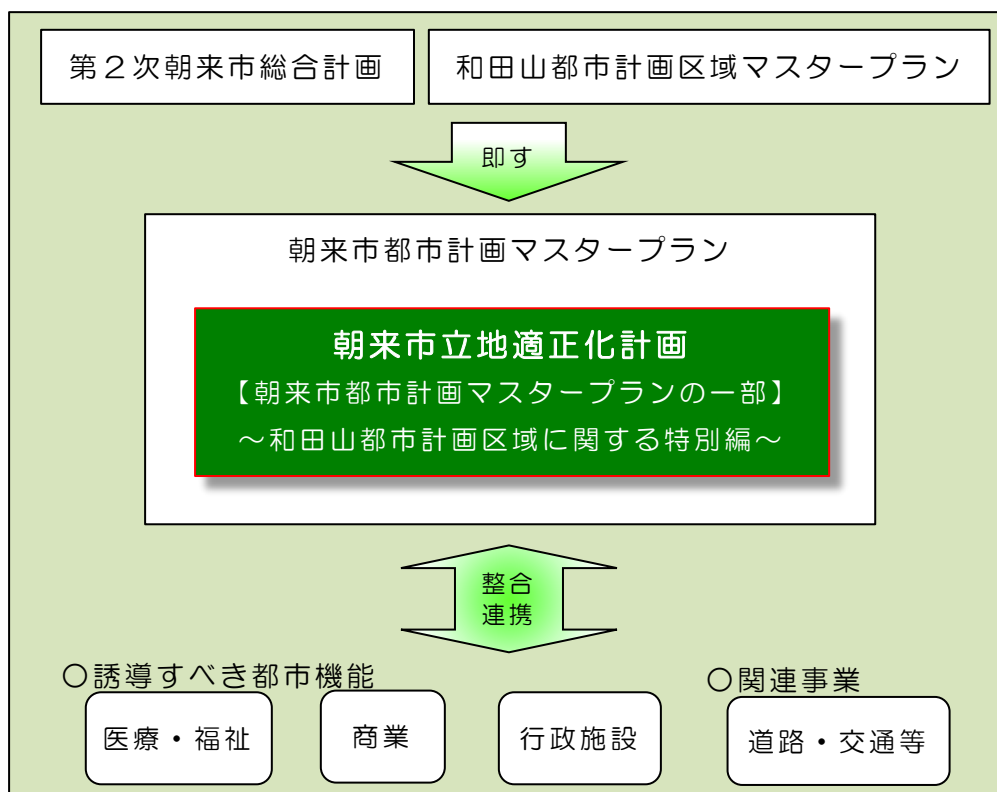 第２次朝来市総合計画
和田山都市計画区域マスタープラン
即す
朝来市都市計画マスタープラン
朝来市立地適正化計画
【朝来市都市計画マスタープランの一部】
～和田山都市計画区域に関する特別編～
整合
連携
○誘導すべき都市機能
○関連事業
医療・福祉
商業
行政施設
道路・交通等